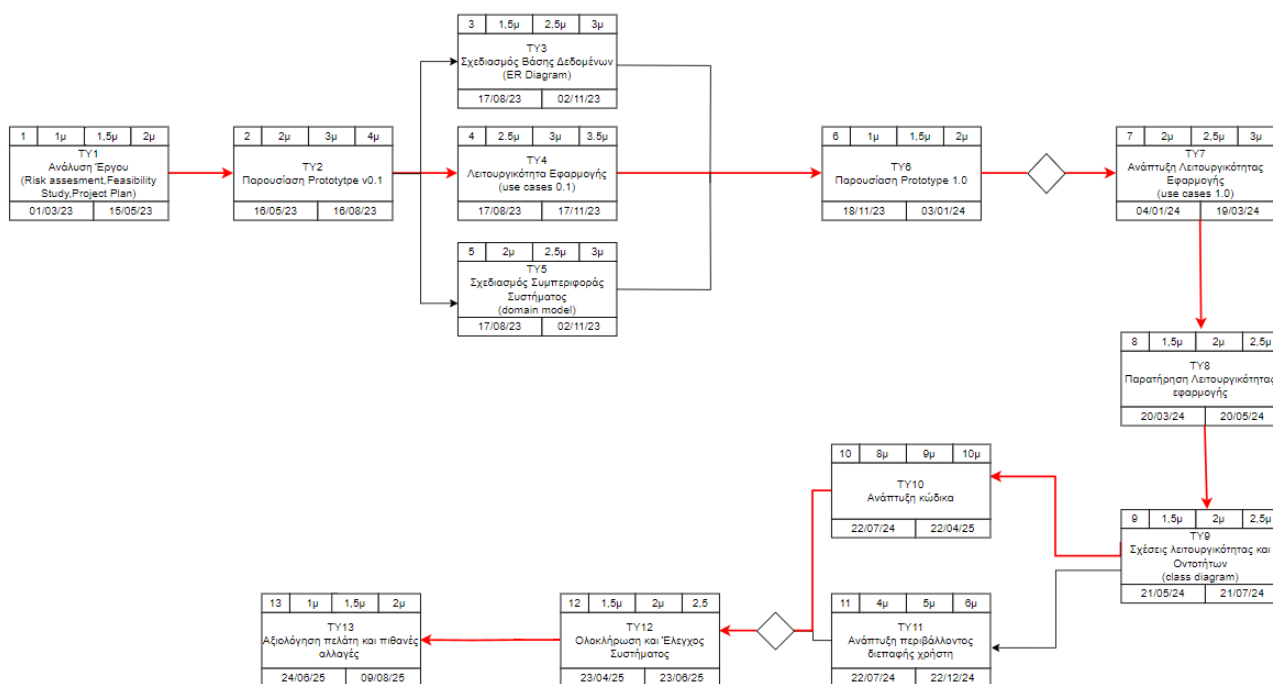 3 1,5μ 2,5μ 3μ
ΤΥ3
Σχεδιασμός Βάσης Δεδομένων
(ER Diagram)
17/08/23 02/11/23
1 1μ 1,5μ 2μ
ΤΥ1
Ανάλυση Έργου
(Risk assesment,Feasibility
Study,Project Plan)
01/03/23 15/05/23
2 2μ 3μ 4μ
ΤΥ2
Παρουσίαση Prototytpe v0.1
16/05/23 16/08/23
4 2.5μ 3μ 3.5μ
ΤΥ4
Λειτουργικότητα Εφαρμογής
(use cases 0.1)
17/08/23 17/11/23
6 1μ 1,5μ 2μ
ΤΥ6
Παρουσίαση Prototype 1.0
18/11/23 03/01/24
7 2μ 2,5μ 3μ
ΤΥ7
Ανάπτυξη Λειτουργικότητας
Εφαρμογής
(use cases 1.0)
04/01/24 19/03/24
5 2μ 2,5μ 3μ
ΤΥ5
Σχεδιασμός Συμπεριφοράς
Συστήματος
(domain model)
17/08/23 02/11/23
8 1,5μ 2μ 2,5μ
ΤΥ8
Παρατήρηση Λειτουργικότητας
εφαρμογής
20/03/24 20/05/24
10 8μ 9μ 10μ
ΤΥ10
Ανάπτυξη κώδικα
22/07/24 22/04/25
9 1,5μ 2μ 2,5μ
ΤΥ9
Σχέσεις λειτουργικότητας και
Οντοτήτων
(class diagram)
21/05/24 21/07/24
11 4μ 5μ 6μ
ΤΥ11
Ανάπτυξη περιβάλλοντος
διεπαφής χρήστη
22/07/24 22/12/24
12 1,5μ 2μ 2,5
ΤΥ12
Ολοκλήρωση και Έλεγχος
Συστήματος
23/04/25 23/06/25
13 1μ 1,5μ 2μ
ΤΥ13
Αξιολόγηση πελάτη και πιθανές
αλλαγές
24/06/25 09/08/25